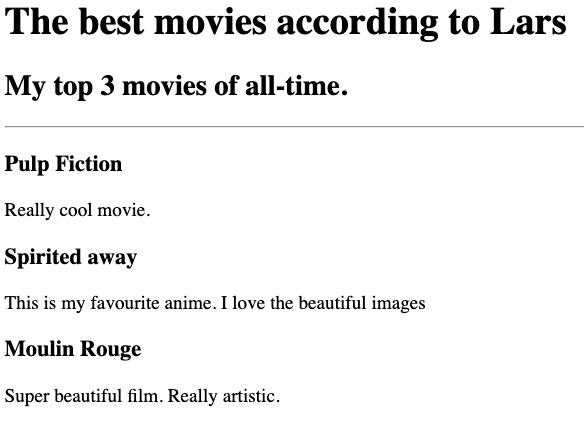 The best movies according to Lars
My top 3 movies of all-time.
Pulp Fiction
Really cool movie.
Spirited away
This is my favourite anime. I love the beautiful images
Moulin Rouge
Super beautiful film. Really artistic.